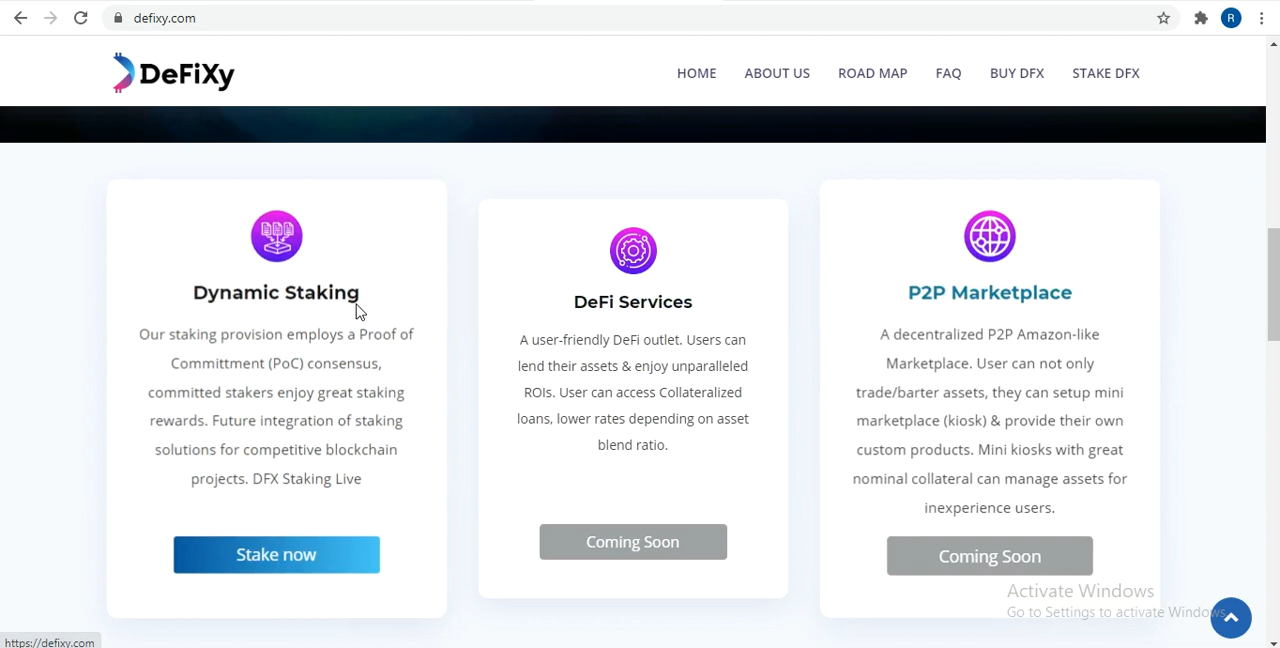 defixy.com
R
DeFiXy
HOME
ABOUT US
ROAD MAP
FAQ
BUY DFX
STAKE DFX
Dynamic Staking
Our staking provision employs a Proof of
Committment (PoC) consensus,
committed stakers enjoy great staking
rewards. Future integration of staking
solutions for competitive blockchain
projects. DFX Staking Live
Stake now
DeFi Services
A user-friendly DeFi outlet. Users can
lend their assets & enjoy unparalleled
ROIs. User can access Collateralized
loans, lower rates depending on asset
blend ratio.
Coming Soon
P2P Marketplace
A decentralized P2P Amazon-like
Marketplace. User can not only
trade/barter assets, they can setup mini
marketplace (kiosk) & provide their own
custom products. Mini kiosks with great
nominal collateral can manage assets for
inexperience users.
Coming Soon
Activate Windows
Go to Settings to activate Windows.
https://defixy.com